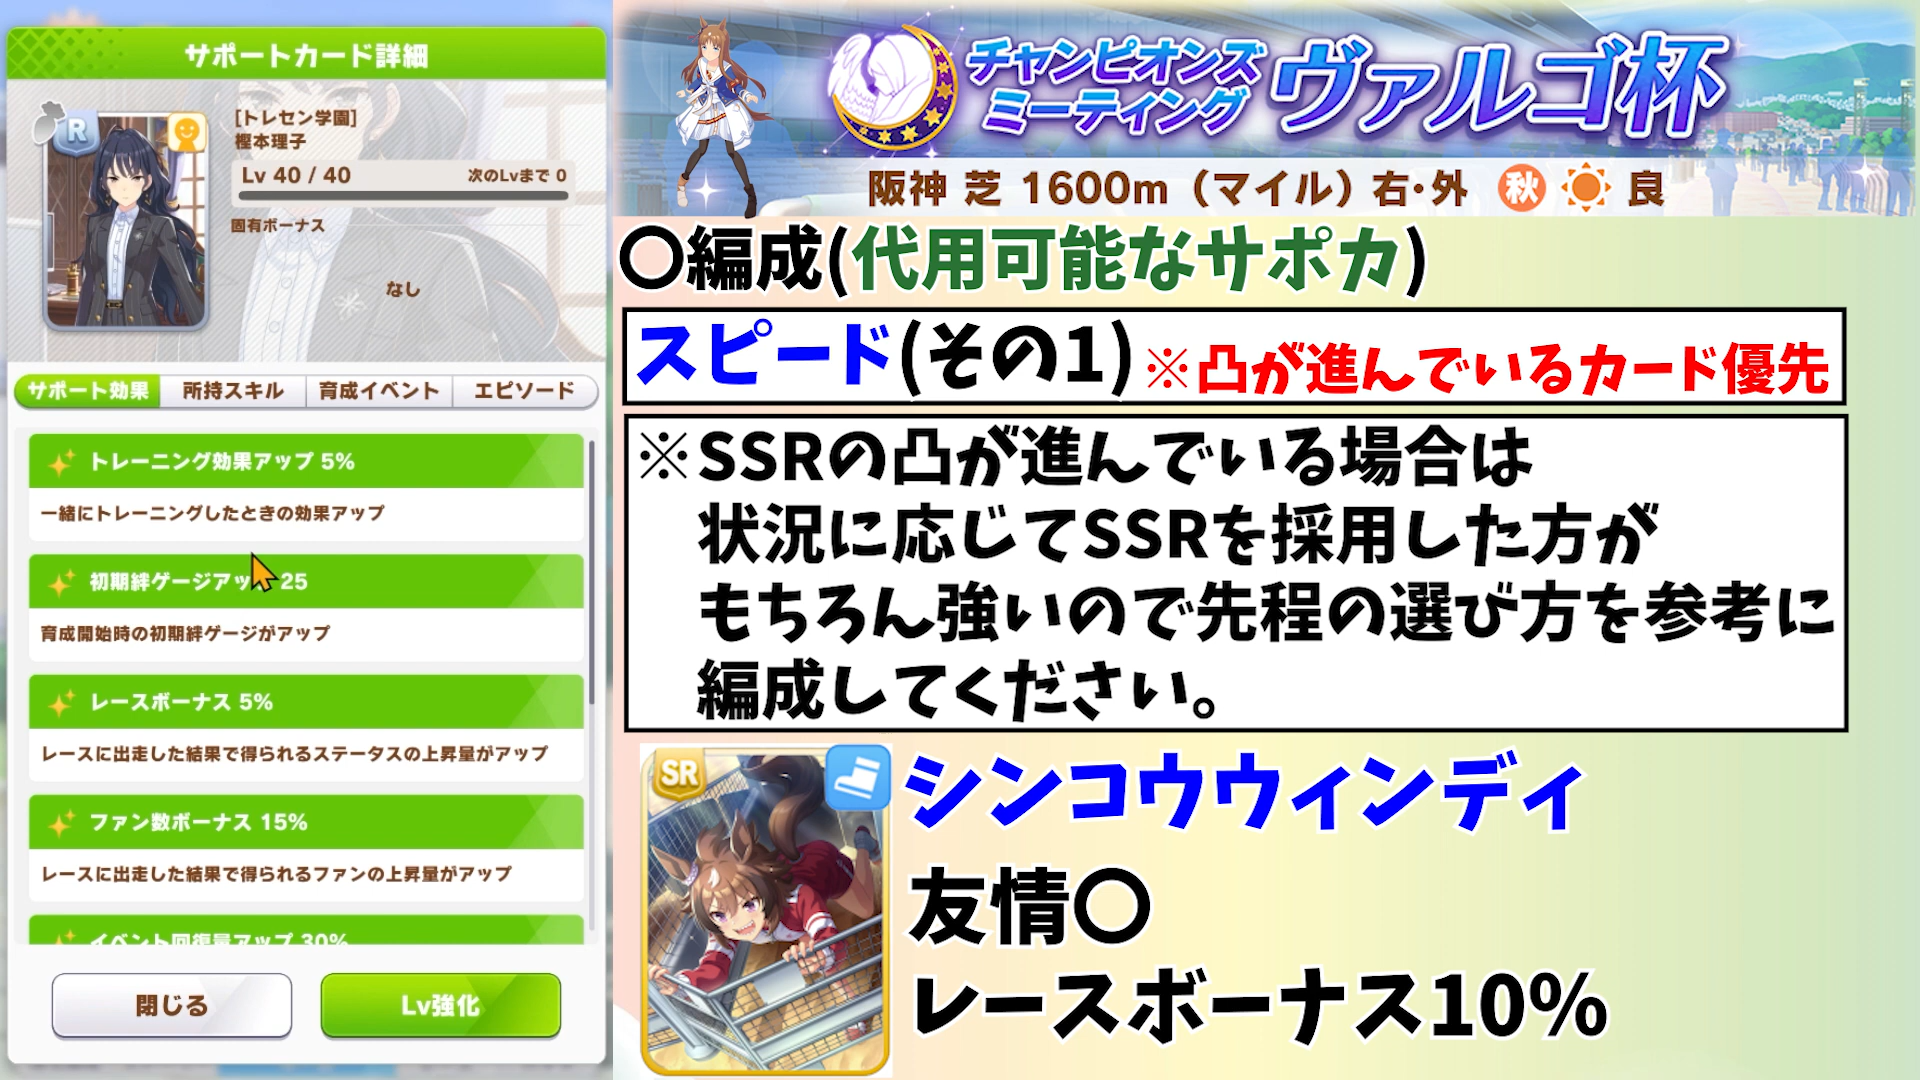 サポートカード詳細
R
[トレセン学園]
樫本理子
Lv 40 / 40
次のLvまで 0
固有ボーナス
なし
サポート効果
所持スキル
育成イベント
エピソード
トレーニング効果アップ 5%
一緒にトレーニングしたときの効果アップ
初期絆ゲージアップ 25
育成開始時の初期絆ゲージがアップ
レースボーナス 5%
レースに出走した結果で得られるステータスの上昇量がアップ
ファン数ボーナス 15%
レースに出走した結果で得られるファンの上昇量がアップ
イベント回復量アップ 30%
閉じる
Lv強化
チャンピオンズ
ミーティング
ヴァルゴ杯
阪神 芝 1600m（マイル）右・外 秋 良
〇編成(代用可能なサポカ)
スピード(その1)※凸が進んでいるカード優先
※SSRの凸が進んでいる場合は
状況に応じてSSRを採用した方が
もちろん強いので先程の選び方を参考に
編成してください。
SR
シンコウウィンディ
友情〇
レースボーナス10%